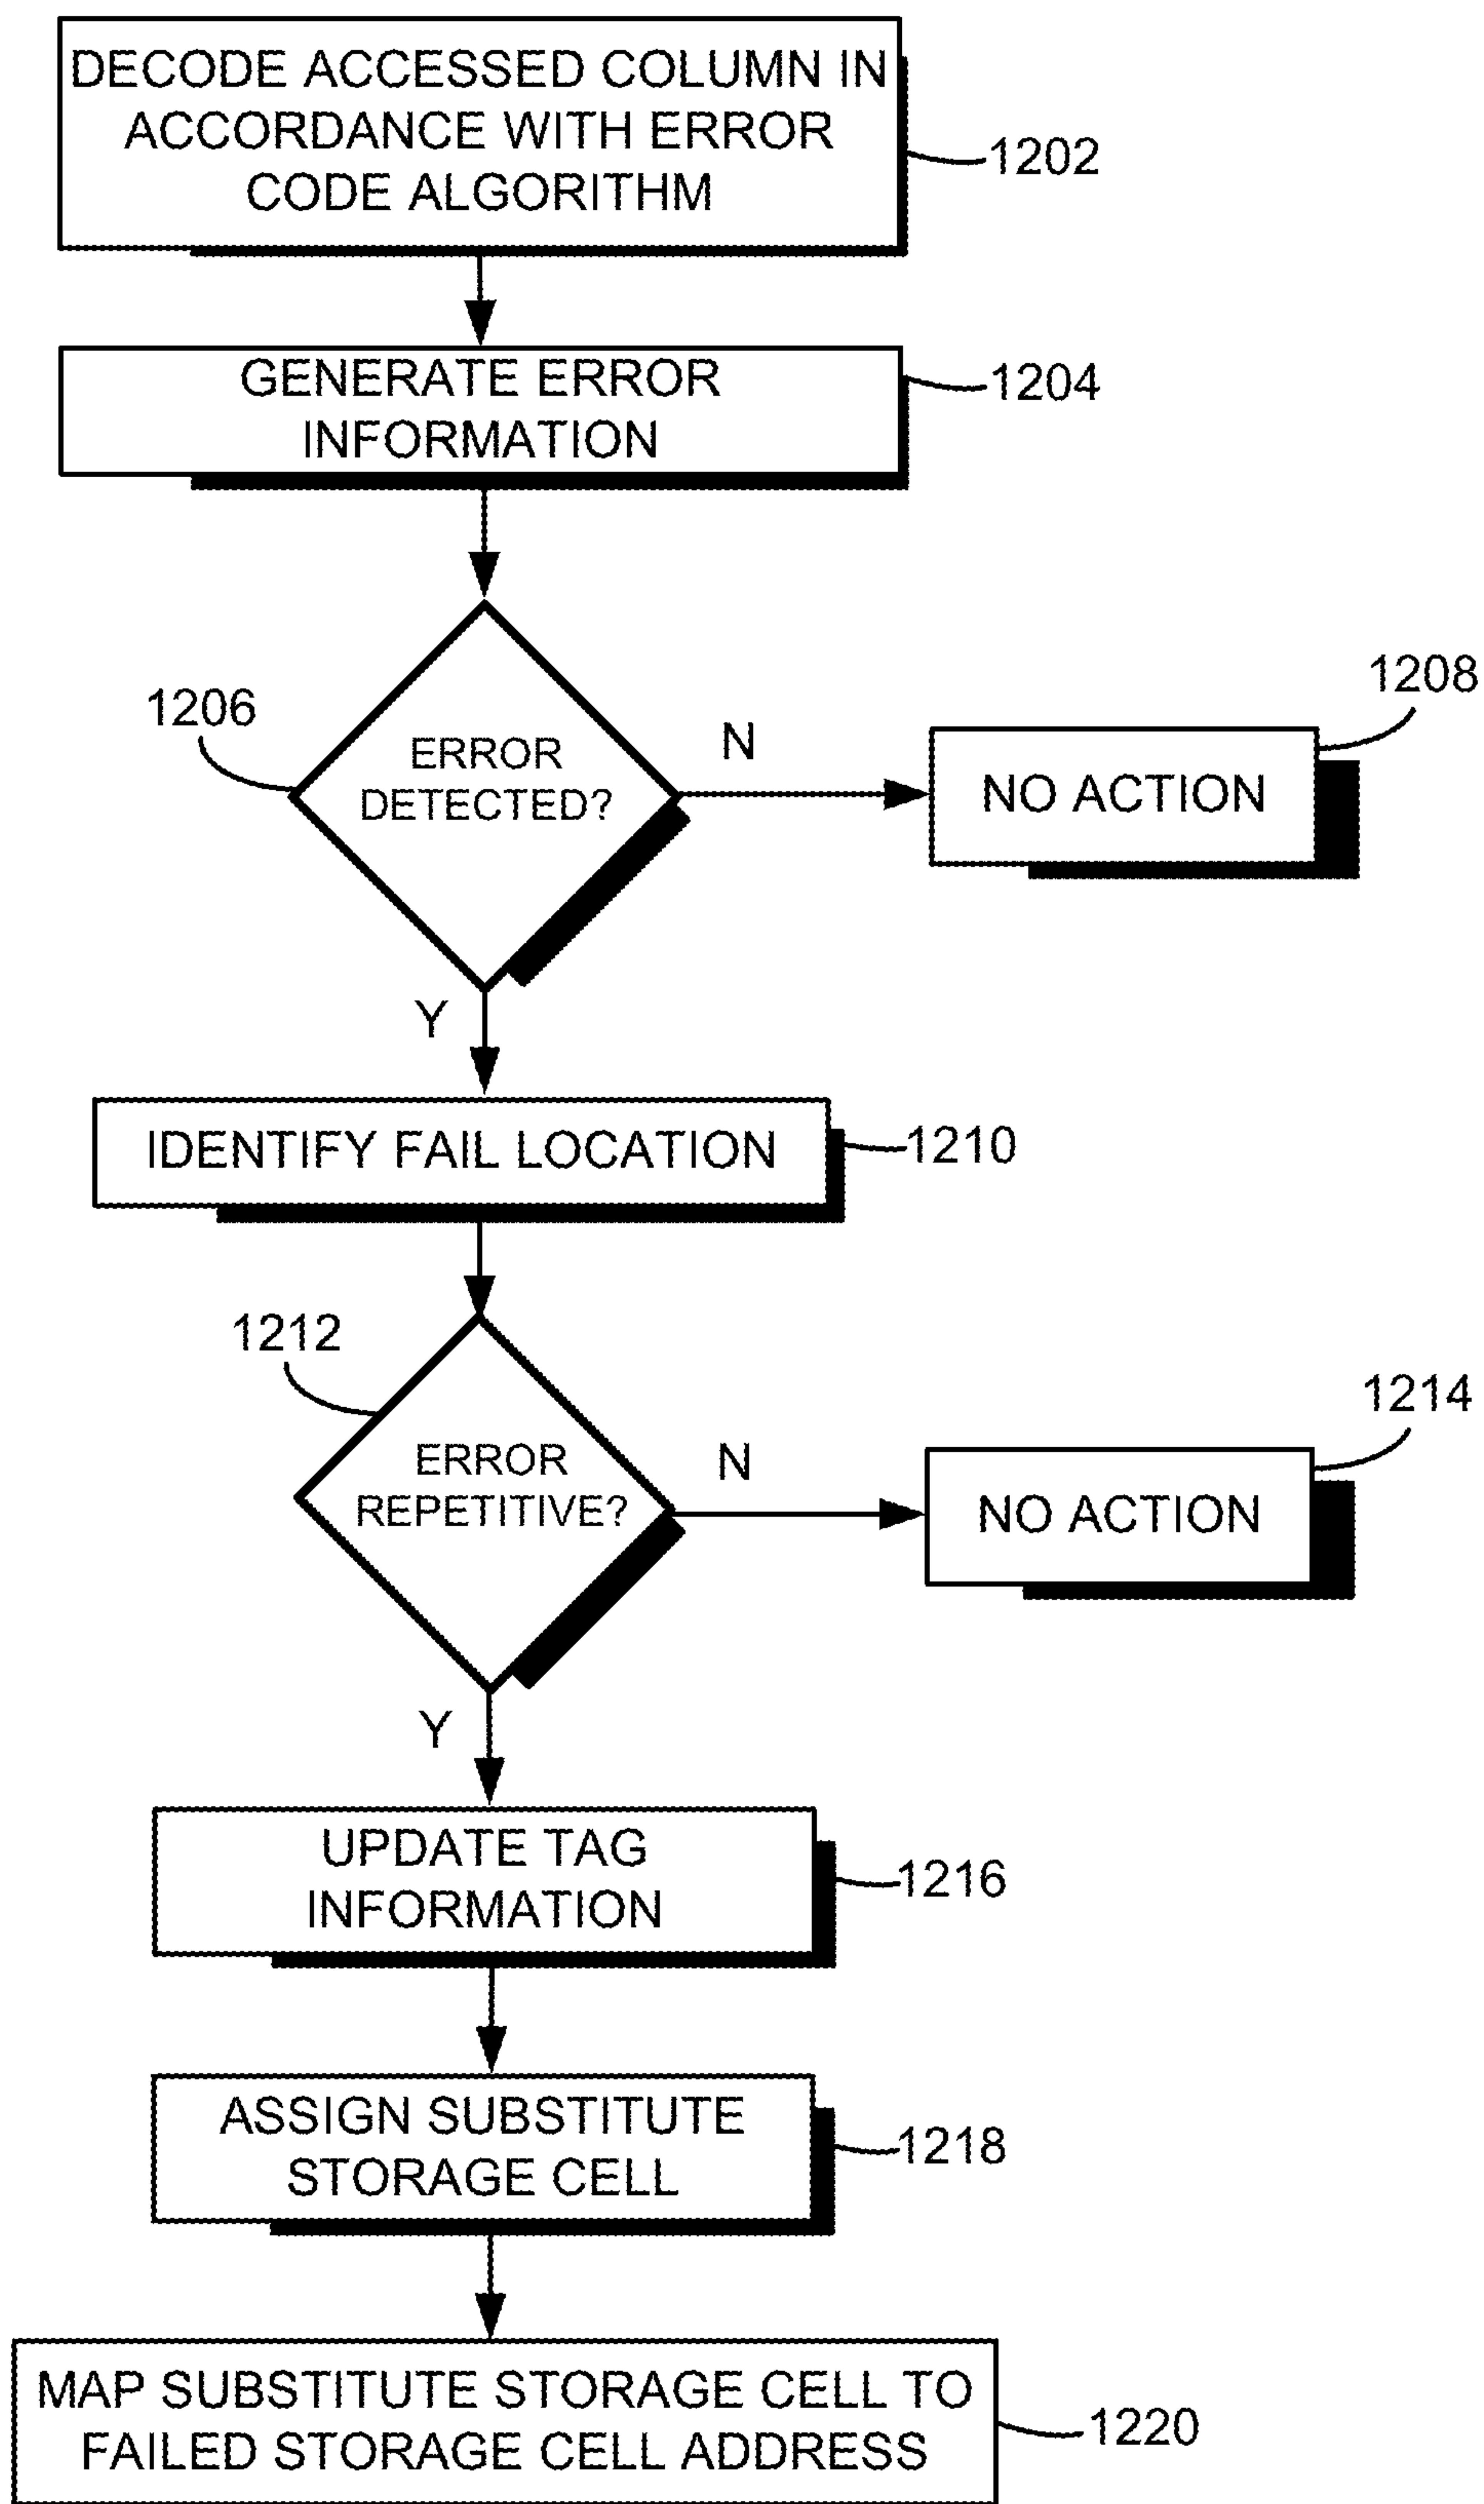 DECODE ACCESSED COLUMN IN
ACCORDANCE WITH ERROR
CODE ALGORITHM
1202
GENERATE ERROR
INFORMATION
1204
1206
ERROR
DETECTED?
N
1208
NO ACTION
Y
IDENTIFY FAIL LOCATION
1210
1212
ERROR
REPETITIVE?
N
1214
NO ACTION
Y
UPDATE TAG
INFORMATION
1216
ASSIGN SUBSTITUTE
STORAGE CELL
1218
MAP SUBSTITUTE STORAGE CELL TO
FAILED STORAGE CELL ADDRESS
1220